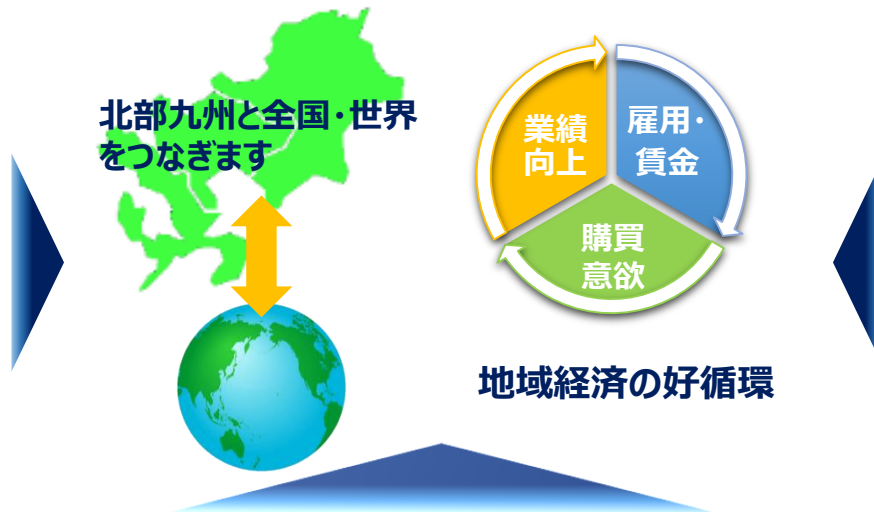 北部九州と全国・世界
をつなぎます
業績
向上
雇用・
賃金
購買
意欲
地域経済の好循環